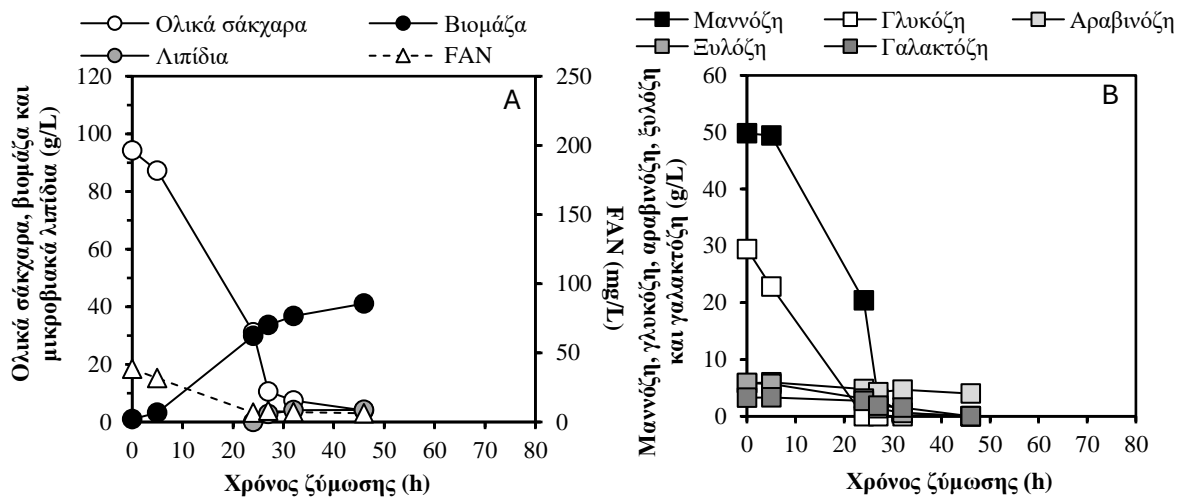 Ολικά σάκχαρα
Βιομάζα
Λιπίδια
FAN
Ολικά σάκχαρα, βιομάζα και
μικροβιακά λιπίδια (g/L)
120
100
80
60
40
20
0
A
250
200
150
100
50
0
FAN (mg/L)
0 10 20 30 40 50 60 70 80
Χρόνος ζύμωσης (h)
Μαννόζη
Γλυκόζη
Αραβινόζη
Ξυλόζη
Γαλακτόζη
Μαννόζη, γλυκόζη, αραβινόζη, ξυλόζη
και γαλακτόζη (g/L)
60
50
40
30
20
10
0
B
0 10 20 30 40 50 60 70 80
Χρόνος ζύμωσης (h)